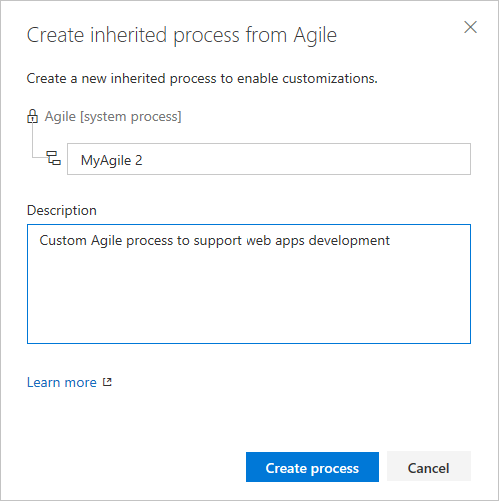 Create inherited process from Agile
Create a new inherited process to enable customizations.
Agile [system process]
MyAgile 2
Description
Custom Agile process to support web apps development
Learn more
Create process
Cancel